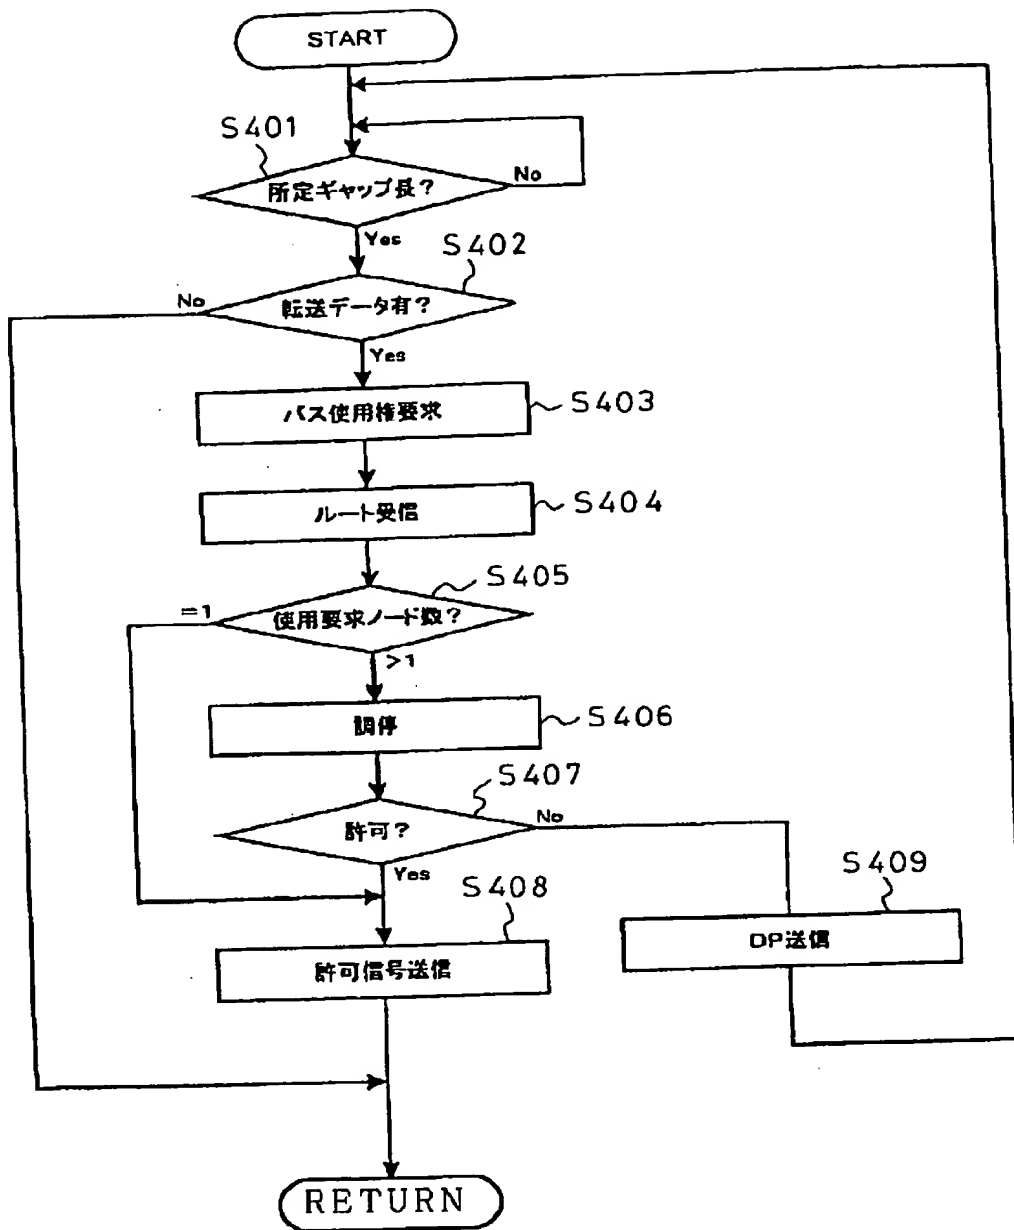 START
S401
所定ギャップ長?
No
Yes
S402
転送データ有?
No
Yes
バス使用権要求
S403
ルート受信
S404
S405
使用要求ノード数?
=1
>1
調停
S406
S407
許可?
No
Yes
S408
許可信号送信
S409
DP送信
RETURN